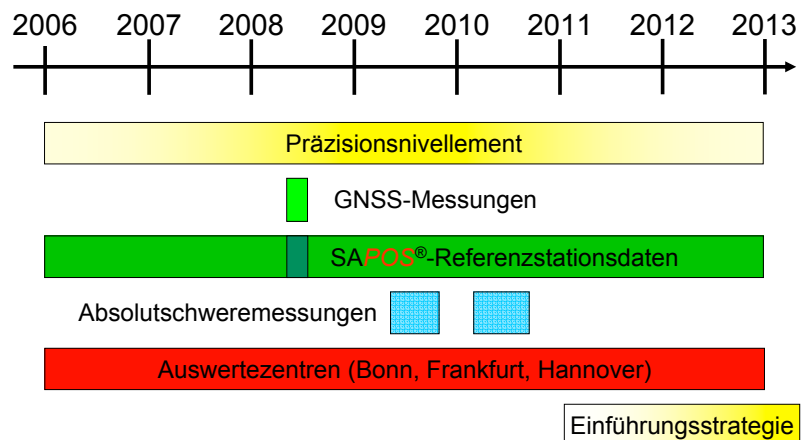 2006 2007 2008 2009 2010 2011 2012 2013
Präzisionsnivellement
GNSS-Messungen
SAPOS®-Referenzstationsdaten
Absolutschweremessungen
Auswertezentren (Bonn, Frankfurt, Hannover)
Einführungsstrategie